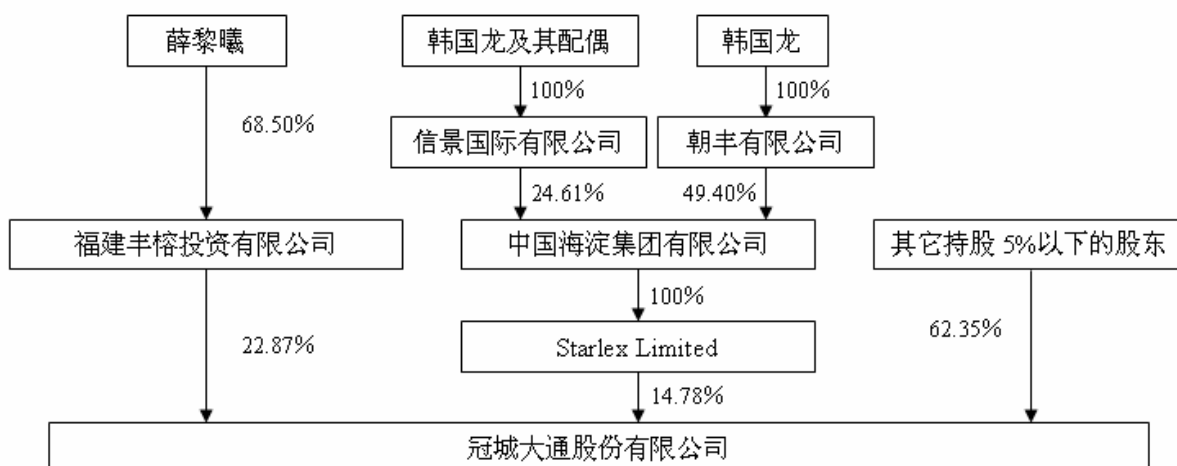 薛黎曦
韩国龙及其配偶
韩国龙
100%
100%
68.50%
信景国际有限公司
朝丰有限公司
24.61%
49.40%
福建丰榕投资有限公司
中国海淀集团有限公司
其它持股 5%以下的股东
100%
22.87%
Starlex Limited
62.35%
14.78%
冠城大通股份有限公司